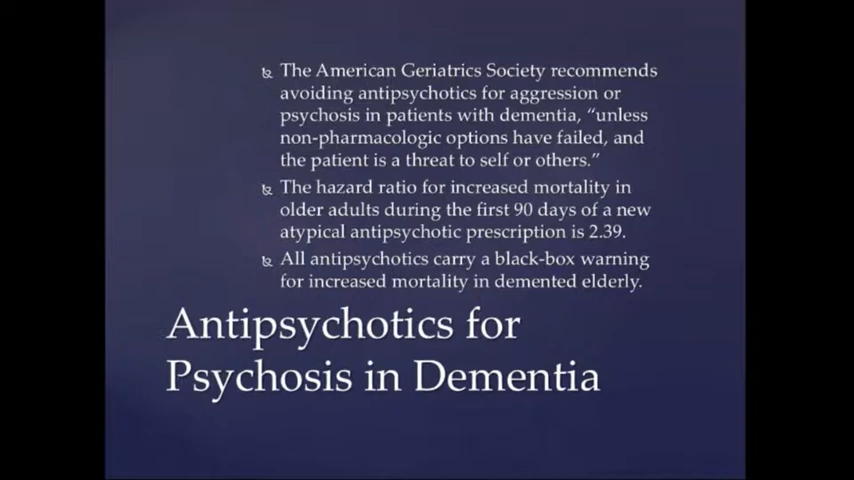 The American Geriatrics Society recommends
avoiding antipsychotics for aggression or
psychosis in patients with dementia, “unless
non-pharmacologic options have failed, and
the patient is a threat to self or others.”
The hazard ratio for increased mortality in
older adults during the first 90 days of a new
atypical antipsychotic prescription is 2.39.
All antipsychotics carry a black-box warning
for increased mortality in demented elderly.
Antipsychotics for
Psychosis in Dementia